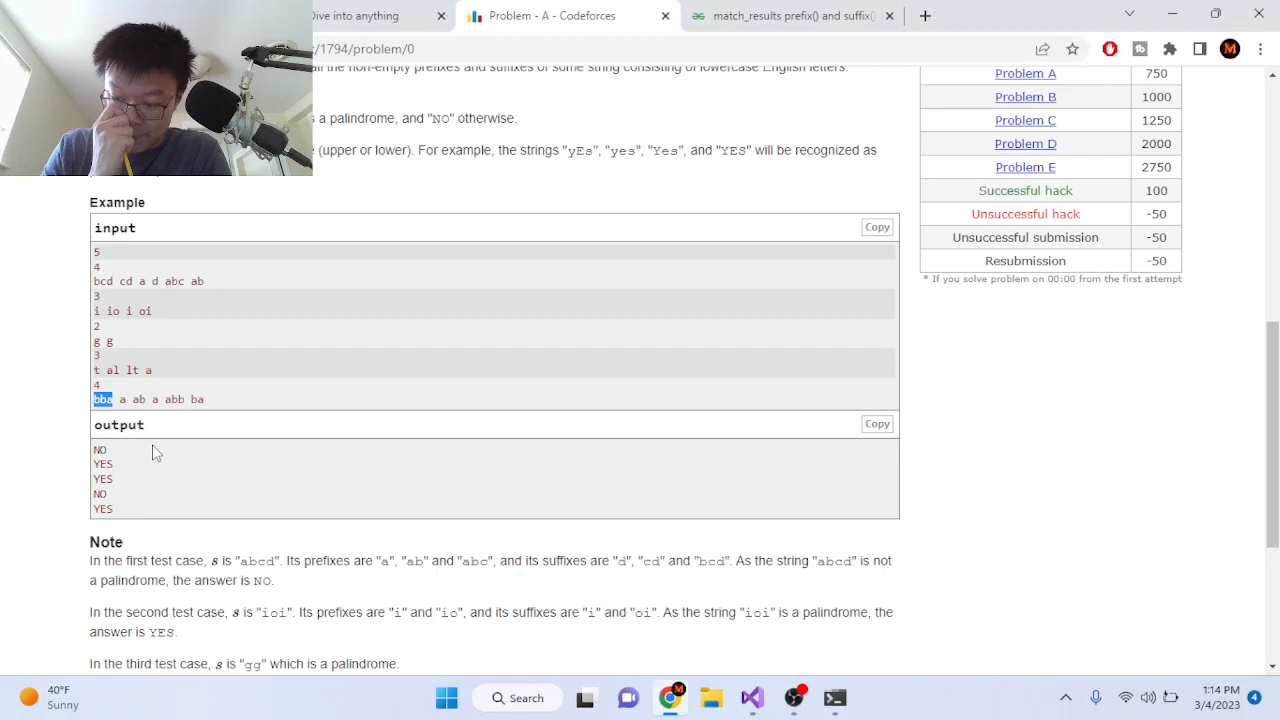 Dive into anything
Problem - A - Codeforces
match_results prefix() and suffix()
/1794/problem/0
all the non-empty prefixes and suffixes of some string consisting of lowercase English letters.
s a palindrome, and "NO" otherwise.
(upper or lower). For example, the strings "yEs", "yes", "Yes", and "YES" will be recognized as
Example
input
Copy
5
4
bcd cd a d abc ab
3
i io i oi
2
g g
3
t al lt a
4
bba a ab a abb ba
output
Copy
NO
YES
YES
NO
YES
Note
In the first test case, s is "abcd". Its prefixes are "a", "ab" and "abc", and its suffixes are "d", "cd" and "bcd". As the string "abcd" is not
a palindrome, the answer is NO.
In the second test case, s is "ioi". Its prefixes are "i" and "io", and its suffixes are "i" and "oi". As the string "ioi" is a palindrome, the
answer is YES.
In the third test case, s is "gg" which is a palindrome.
Problem A 750
Problem B 1000
Problem C 1250
Problem D 2000
Problem E 2750
Successful hack 100
Unsuccessful hack -50
Unsuccessful submission -50
Resubmission -50
* If you solve problem on 00:00 from the first attempt
40°F
Sunny
Search
1:14 PM
3/4/2023
4